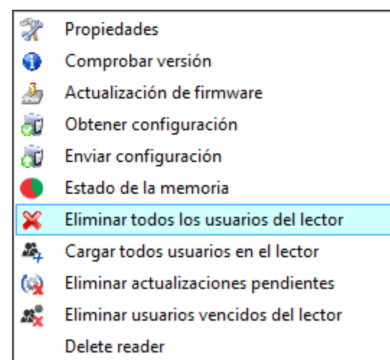 Propiedades
Comprobar versión
Actualización de firmware
Obtener configuración
Enviar configuración
Estado de la memoria
Eliminar todos los usuarios del lector
Cargar todos usuarios en el lector
Eliminar actualizaciones pendientes
Eliminar usuarios vencidos del lector
Delete reader